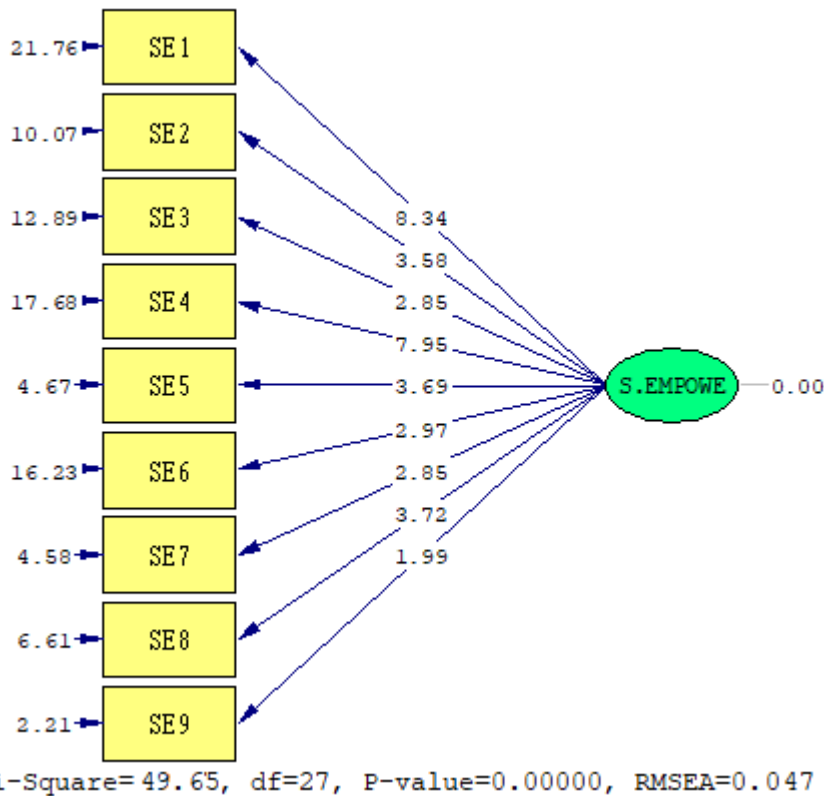 21.76 SE1
10.07 SE2
12.89 SE3
17.68 SE4
4.67 SE5
16.23 SE6
4.58 SE7
6.61 SE8
2.21 SE9
8.34
3.58
2.85
7.95
3.69
2.97
2.85
3.72
1.99
S.EMPOWE 0.00
i-Square=49.65, df=27, P-value=0.00000, RMSEA=0.047